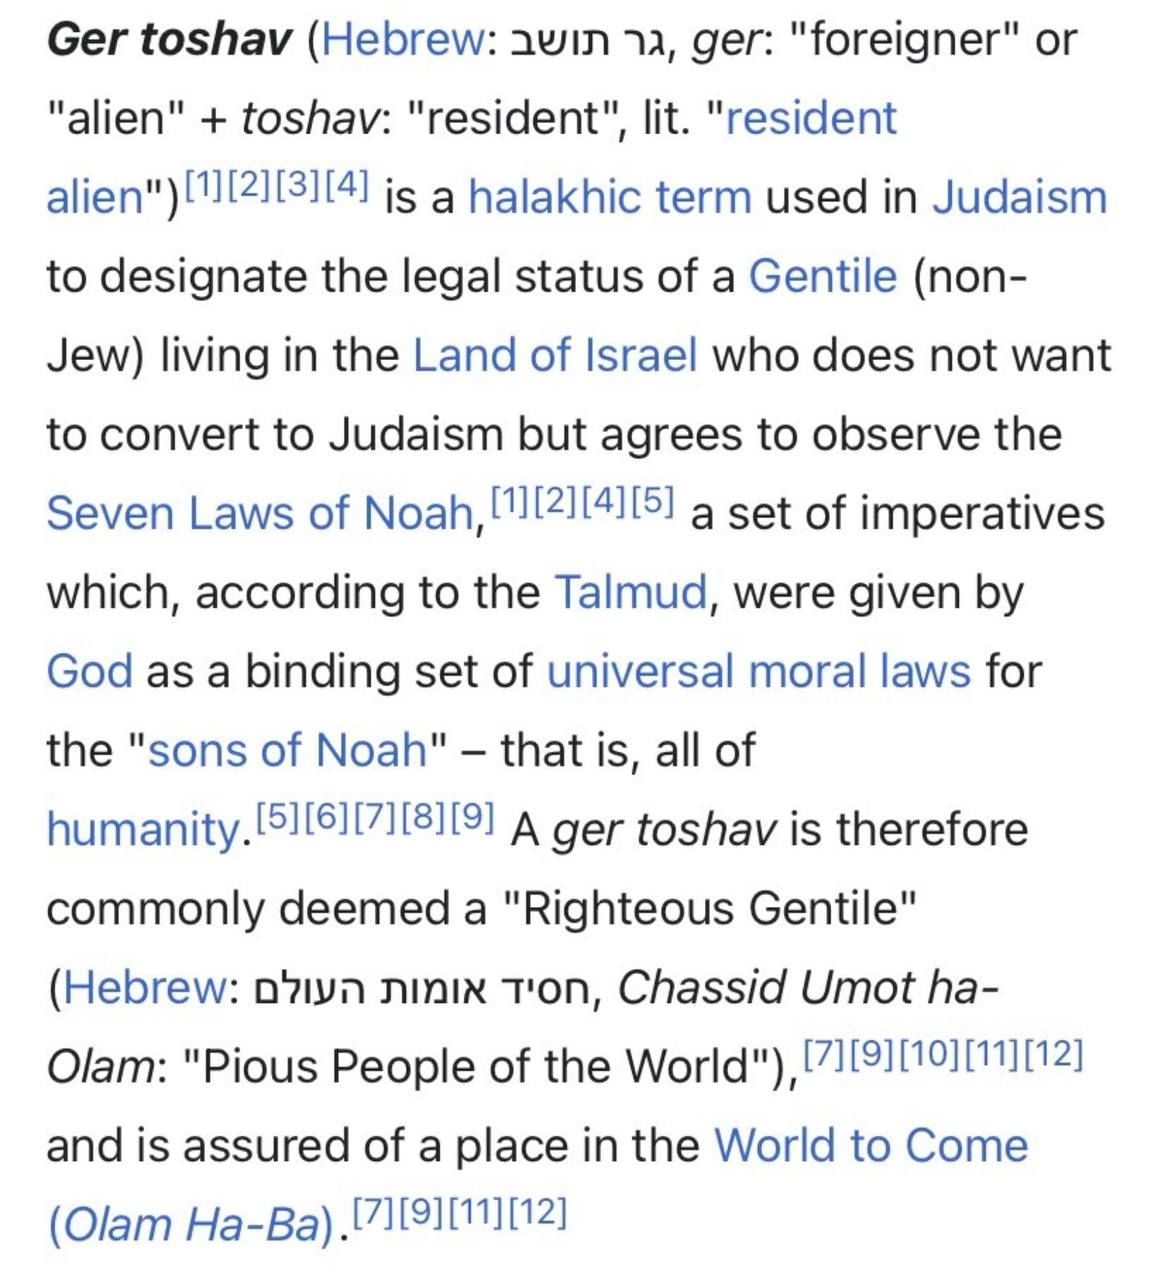 Ger toshav (Hebrew: גר תושב, ger: "foreigner" or
"alien" + toshav: "resident", lit. "resident
alien")[1][2][3][4] is a halakhic term used in Judaism
to designate the legal status of a Gentile (non-
Jew) living in the Land of Israel who does not want
to convert to Judaism but agrees to observe the
Seven Laws of Noah,[1][2][4][5] a set of imperatives
which, according to the Talmud, were given by
God as a binding set of universal moral laws for
the "sons of Noah" – that is, all of
humanity.[5][6][7][8][9] A ger toshav is therefore
commonly deemed a "Righteous Gentile"
(Hebrew: חסיד אומות העולם, Chassid Umot ha-
Olam: "Pious People of the World"),[7][9][10][11][12]
and is assured of a place in the World to Come
(Olam Ha-Ba).[7][9][11][12]